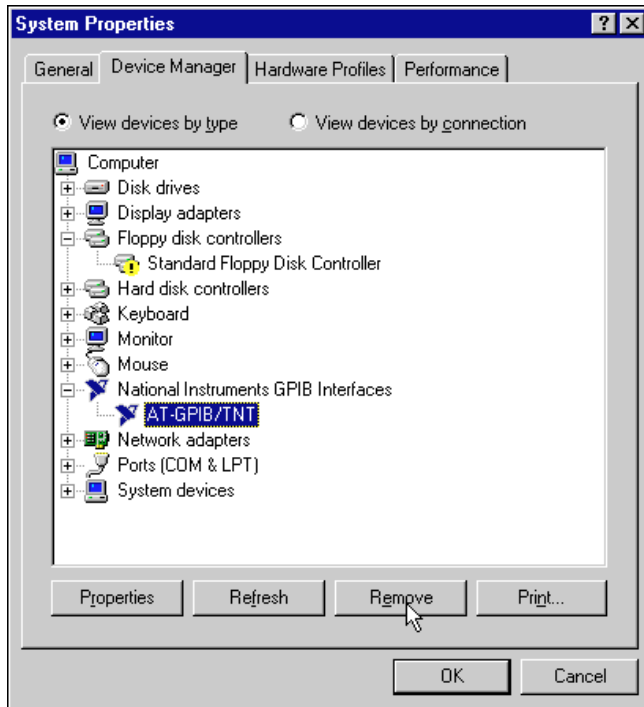 System Properties
General Device Manager Hardware Profiles Performance
View devices by type View devices by connection
Computer
Disk drives
Display adapters
Floppy disk controllers
Standard Floppy Disk Controller
Hard disk controllers
Keyboard
Monitor
Mouse
National Instruments GPIB Interfaces
AT-GPIB/TNT
Network adapters
Ports (COM & LPT)
System devices
Properties Refresh Remove Print...
OK Cancel